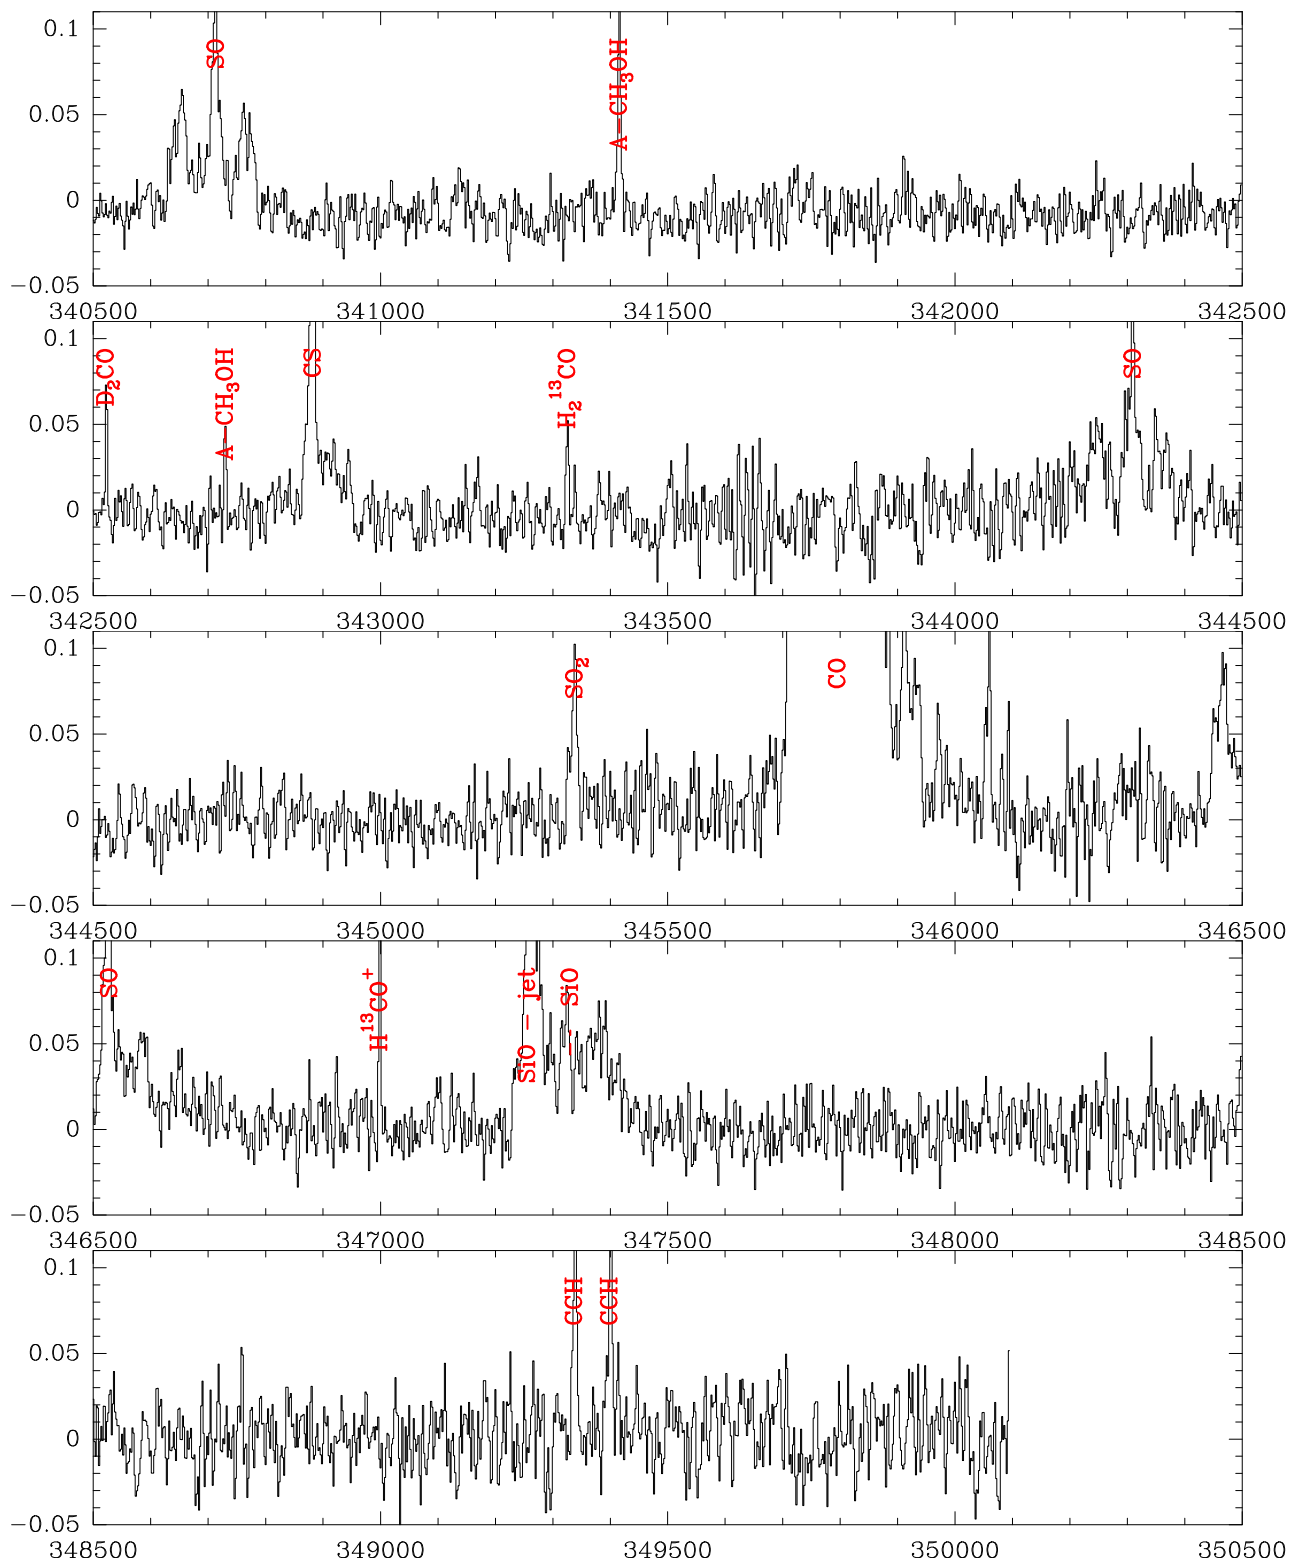 0.1
0.05
0
−0.05
SO
A−CH₃OH
340500 341000 341500 342000 342500
0.1
0.05
0
−0.05
D₂CO
A−CH₃OH
CS
H₂¹³CO
SO
342500 343000 343500 344000 344500
0.1
0.05
0
−0.05
SO₂
CO
344500 345000 345500 346000 346500
0.1
0.05
0
−0.05
SO
H¹³CO⁺
SiO − jet
− SiO
346500 347000 347500 348000 348500
0.1
0.05
0
−0.05
CCH
CCH
348500 349000 349500 350000 350500